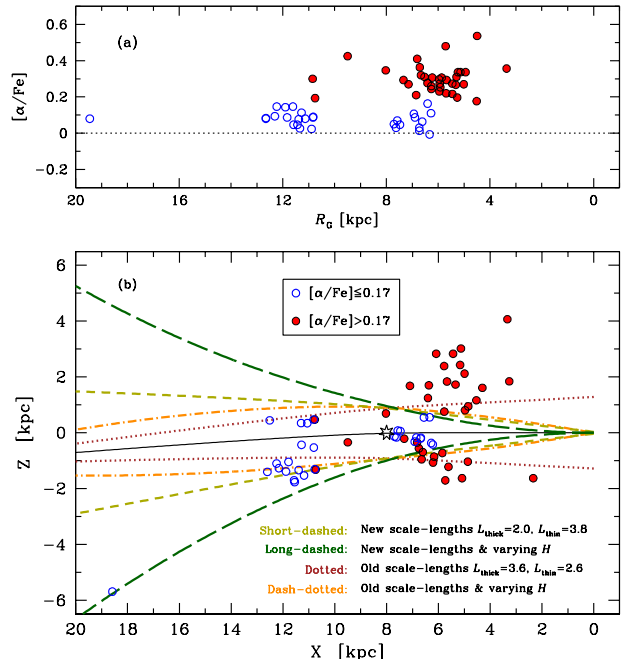 (a)
[α/Fe]
0.6
0.4
0.2
0
−0.2
20 16 12 8 4 0
R_G [kpc]
(b)
[α/Fe]≦0.17
[α/Fe]>0.17
Z [kpc]
6
4
2
0
−2
−4
−6
Short-dashed: New scale-lengths L_thick=2.0, L_thin=3.8
Long-dashed: New scale-lengths & varying H
Dotted: Old scale-lengths L_thick=3.6, L_thin=2.6
Dash-dotted: Old scale-lengths & varying H
20 18 16 14 12 10 8 6 4 2 0
X [kpc]